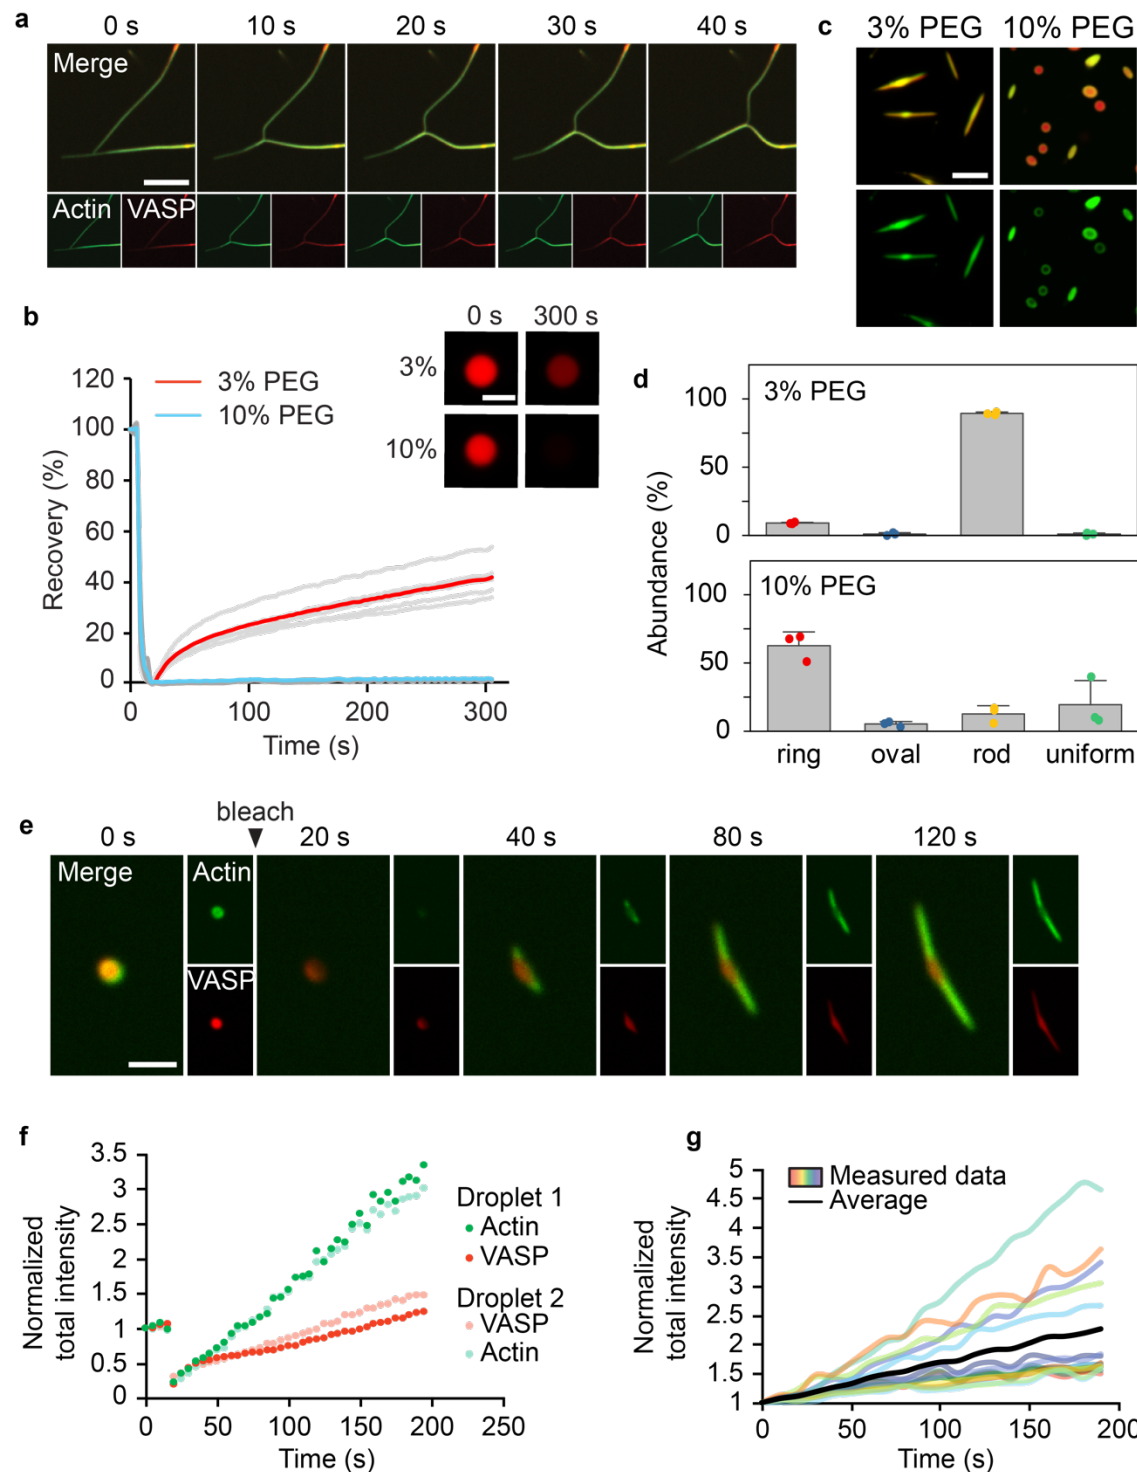 a
0 s 10 s 20 s 30 s 40 s
Merge
Actin VASP
b
0 s 300 s
3%
10%
3% PEG
10% PEG
120
100
80
60
40
20
0
Recovery (%)
0 100 200 300
Time (s)
c
3% PEG 10% PEG
d
3% PEG
100
50
0
10% PEG
100
50
0
Abundance (%)
ring oval rod uniform
e
bleach
0 s 20 s 40 s 80 s 120 s
Merge Actin
VASP
f
3.5
3
2.5
2
1.5
1
0.5
0
Normalized
total intensity
0 50 100 150 200 250
Time (s)
Droplet 1
Actin
VASP
Droplet 2
VASP
Actin
g
5
4.5
3.5
3
2.5
2
1.5
1
Normalized
total intensity
Measured data
Average
0 50 100 150 200
Time (s)